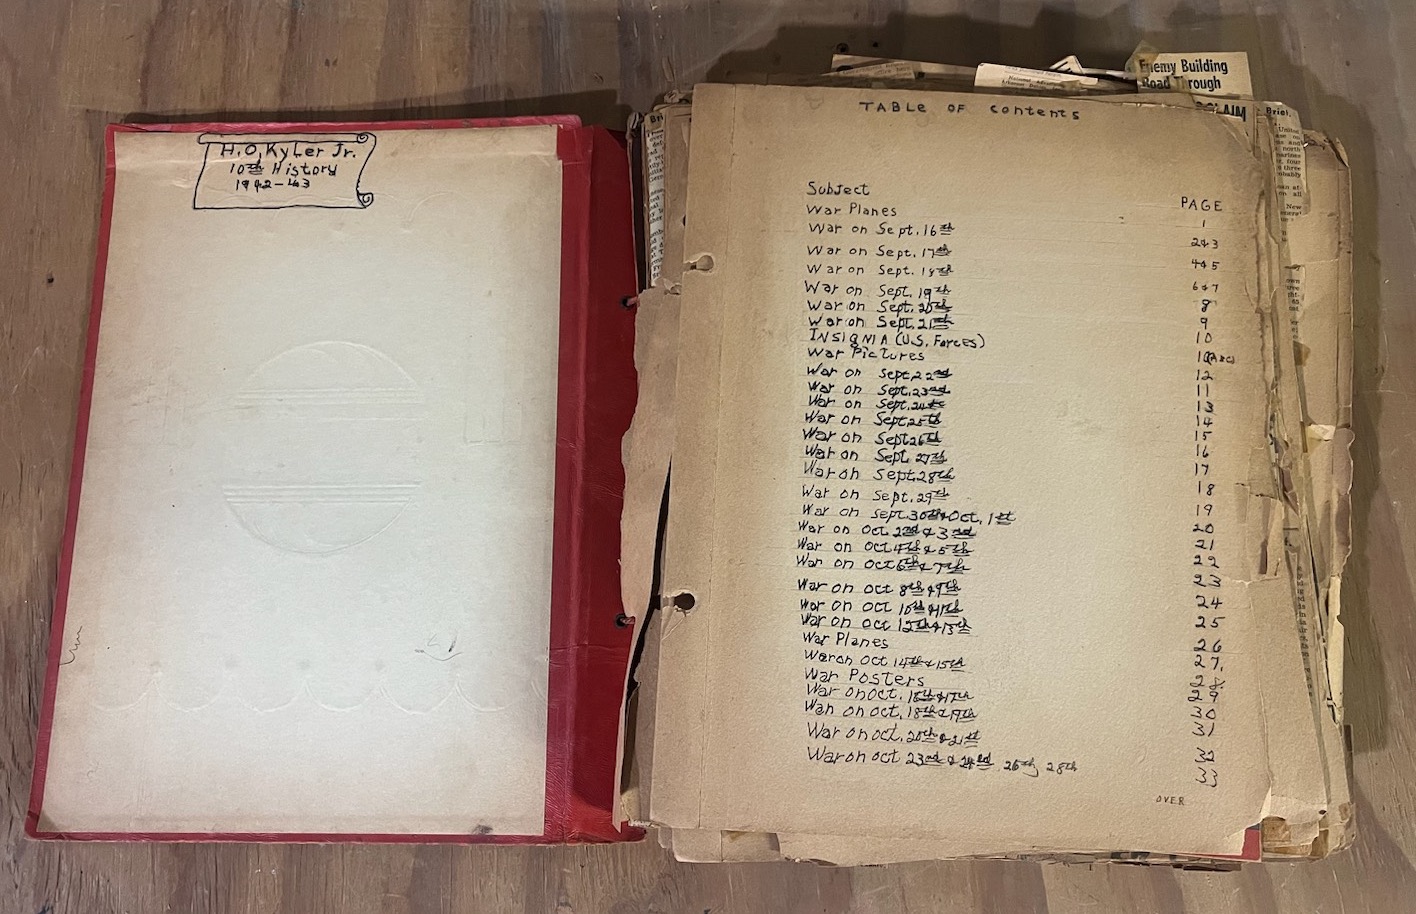 H.O. Kyler Jr.
10th History
1942-43
Enemy Building
Road Through
CLAIM
Brief
TABLE OF contents
Subject PAGE
War Planes 1
War on Sept. 16th 2&3
War on Sept. 17th 4&5
War on Sept. 18th 6&7
War on Sept. 19th 8
War on Sept. 20th 9
War on Sept. 21st 10
INSIGNIA (U.S. Forces)
War Pictures
War on Sept. 22nd 12
War on Sept. 23rd 11
War on Sept. 24th 13
War on Sept 25th 14
War on Sept 26th 15
War on Sept. 27th 16
War on Sept. 28th 17
War on Sept. 29th 18
War on Sept. 30th & Oct. 1st 19
War on Oct 2nd & 3rd 20
War on Oct 4th & 5th 21
War on Oct 6th & 7th 22
War on Oct 8th & 9th 23
War on Oct 10th & 11th 24
War on Oct 12th & 13th 25
War Planes 26
War on Oct 14th & 15th 27
War Posters 28
War on Oct. 16th & 17th 29
War on Oct. 18th & 19th 30
War on Oct. 20th & 21st 31
War on Oct 23rd & 24th 26th 28th 32
33
OVER